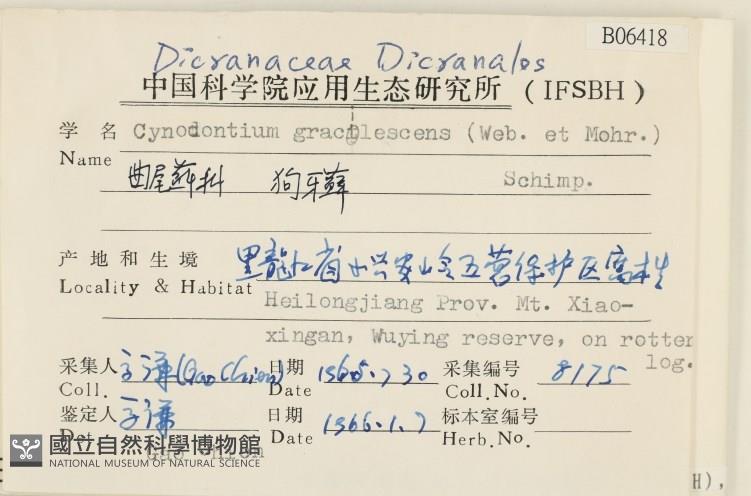 B06418
Dicranaceae Dicranales
中国科学院应用生态研究所 (IFSBH)
学 名 Cynodontium gracilescens (Web. et Mohr.)
Name Schimp.
曲尾藓科 狗牙藓
产地和生境 黑龙江省小兴安岭五营保护区腐木生
Locality & Habitat Heilongjiang Prov. Mt. Xiao-
xingan, Wuying reserve, on rotten
log.
采集人 高谦 (Gao Chien) 日期 1965.7.30 采集编号 8175
Coll. Date Coll.No.
鉴定人 高谦 日期 1966.1.7 标本室编号
Det. Date Herb.No.
Gao Chien
國立自然科學博物館
NATIONAL MUSEUM OF NATURAL SCIENCE
H),